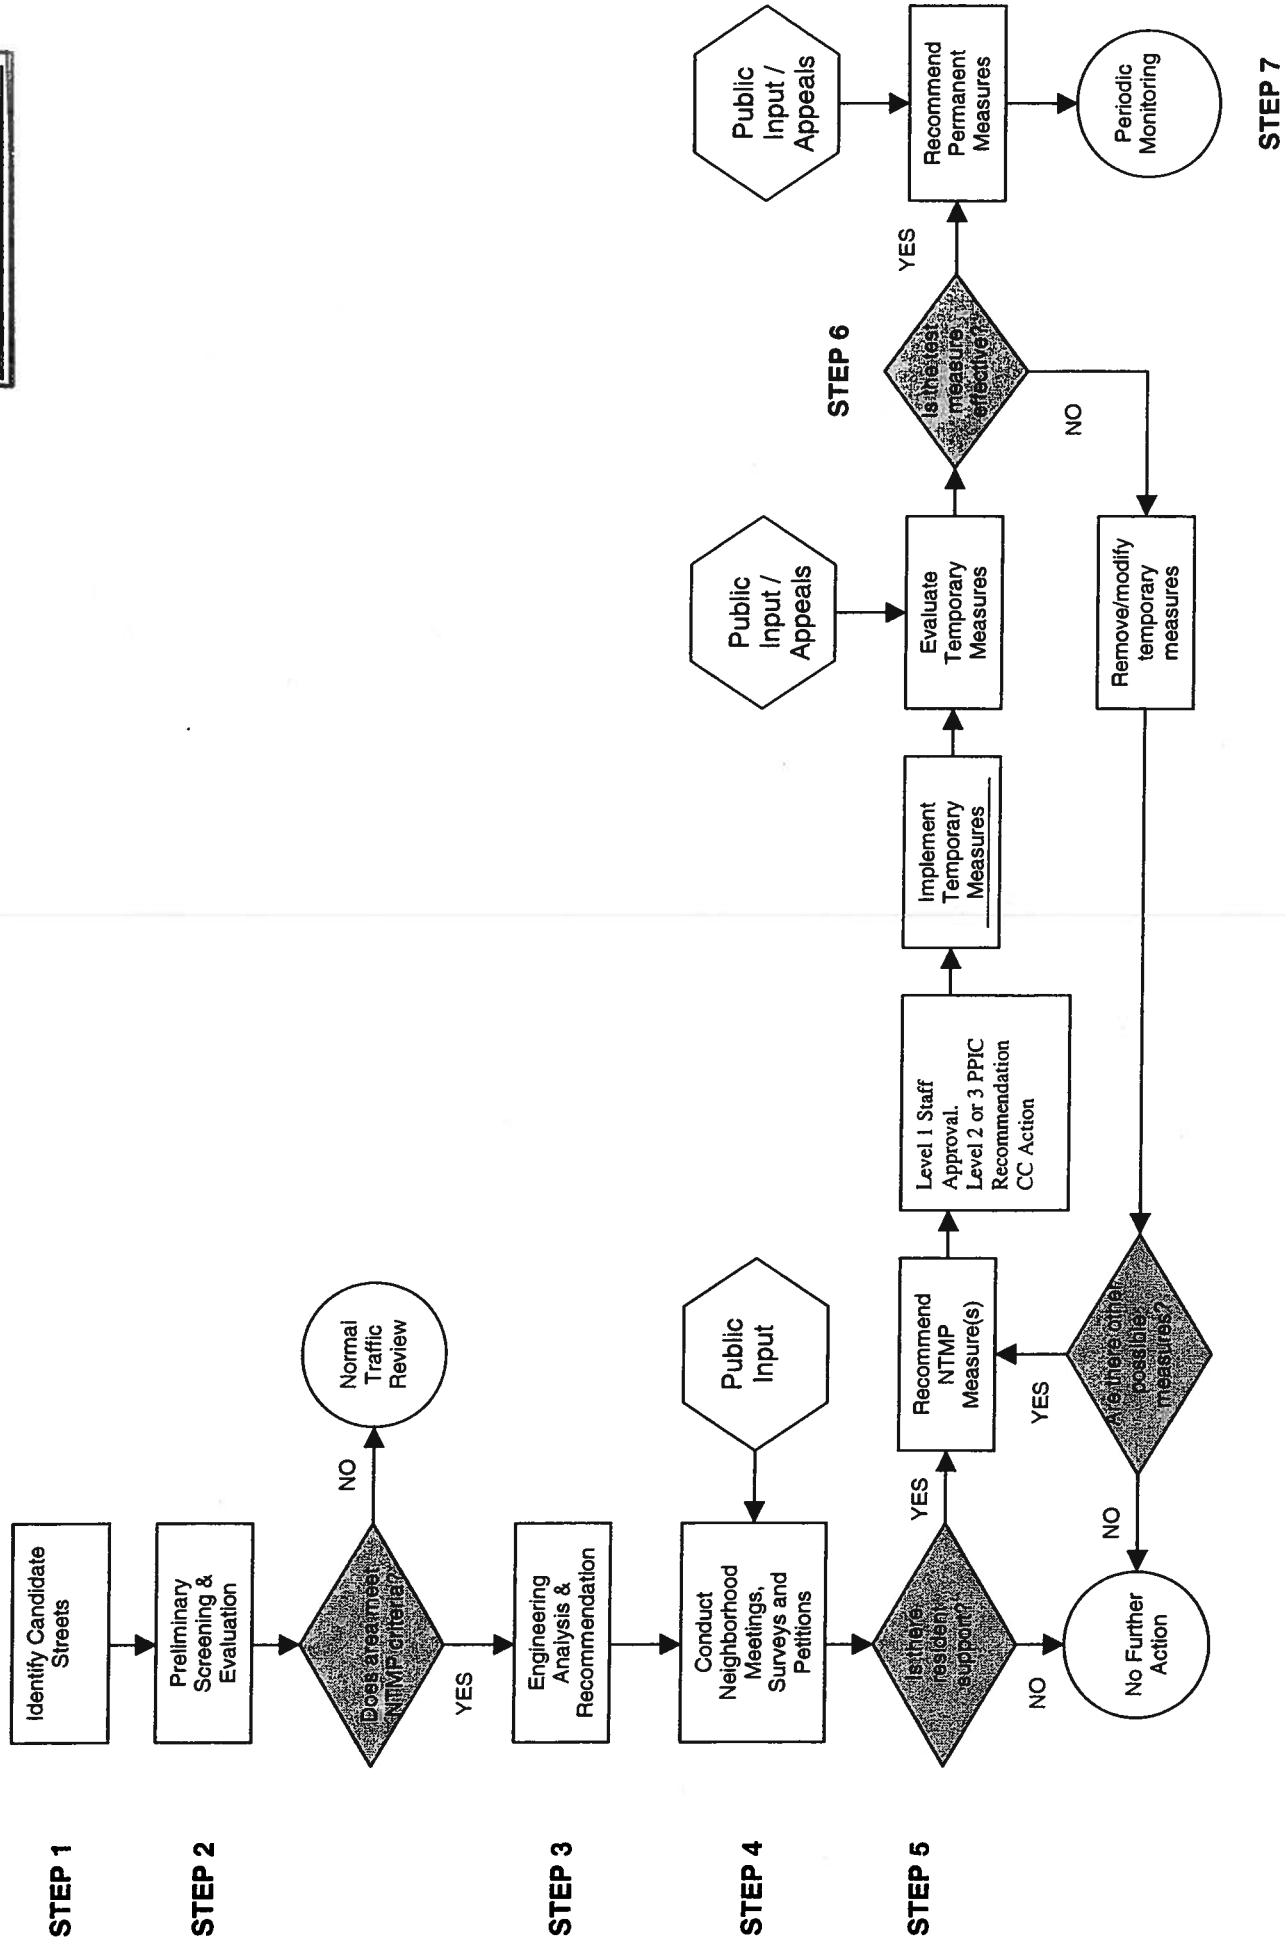 STEP 1
Identify Candidate
Streets
STEP 2
Preliminary
Screening &
Evaluation
Does area meet
NTMP criteria?
NO
Normal
Traffic
Review
YES
STEP 3
Engineering
Analysis &
Recommendation
STEP 4
Conduct
Neighborhood
Meetings,
Surveys and
Petitions
Public
Input
STEP 5
Is there
resident
support?
NO
No Further
Action
YES
Recommend
NTMP
Measure(s)
Level 1 Staff
Approval.
Level 2 or 3 PPIC
Recommendation
CC Action
Implement
Temporary
Measures
Evaluate
Temporary
Measures
Public
Input /
Appeals
STEP 6
Is the test
measure
effective?
YES
Recommend
Permanent
Measures
Public
Input /
Appeals
Periodic
Monitoring
STEP 7
NO
Remove/modify
temporary
measures
Are there other
possible
measures?
YES
NO